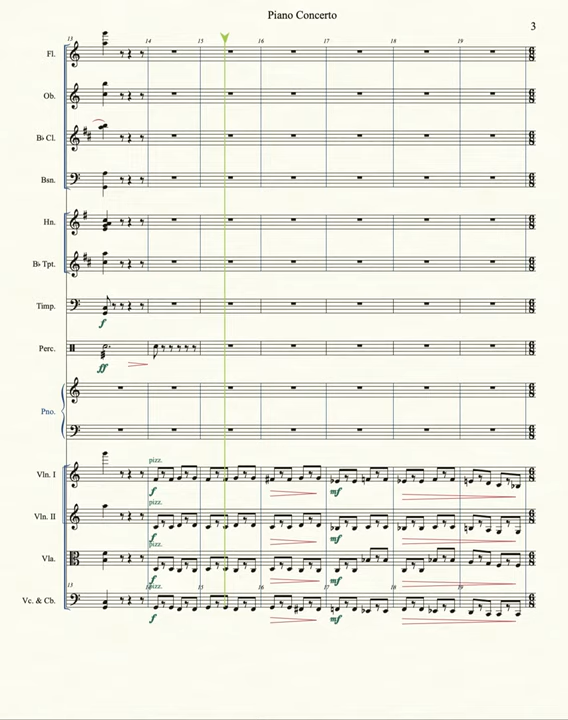 Piano Concerto
3
13 14 15 16 17 18 19
Fl.
Ob.
B♭ Cl.
Bsn.
Hn.
B♭ Tpt.
Timp.
f
Perc.
ff
Pno.
pizz.
Vln. I
f mf
pizz.
Vln. II
f mf
pizz.
Vla.
f mf
13 14 pizz. 15 16 17 18 19
Vc. & Cb.
f mf